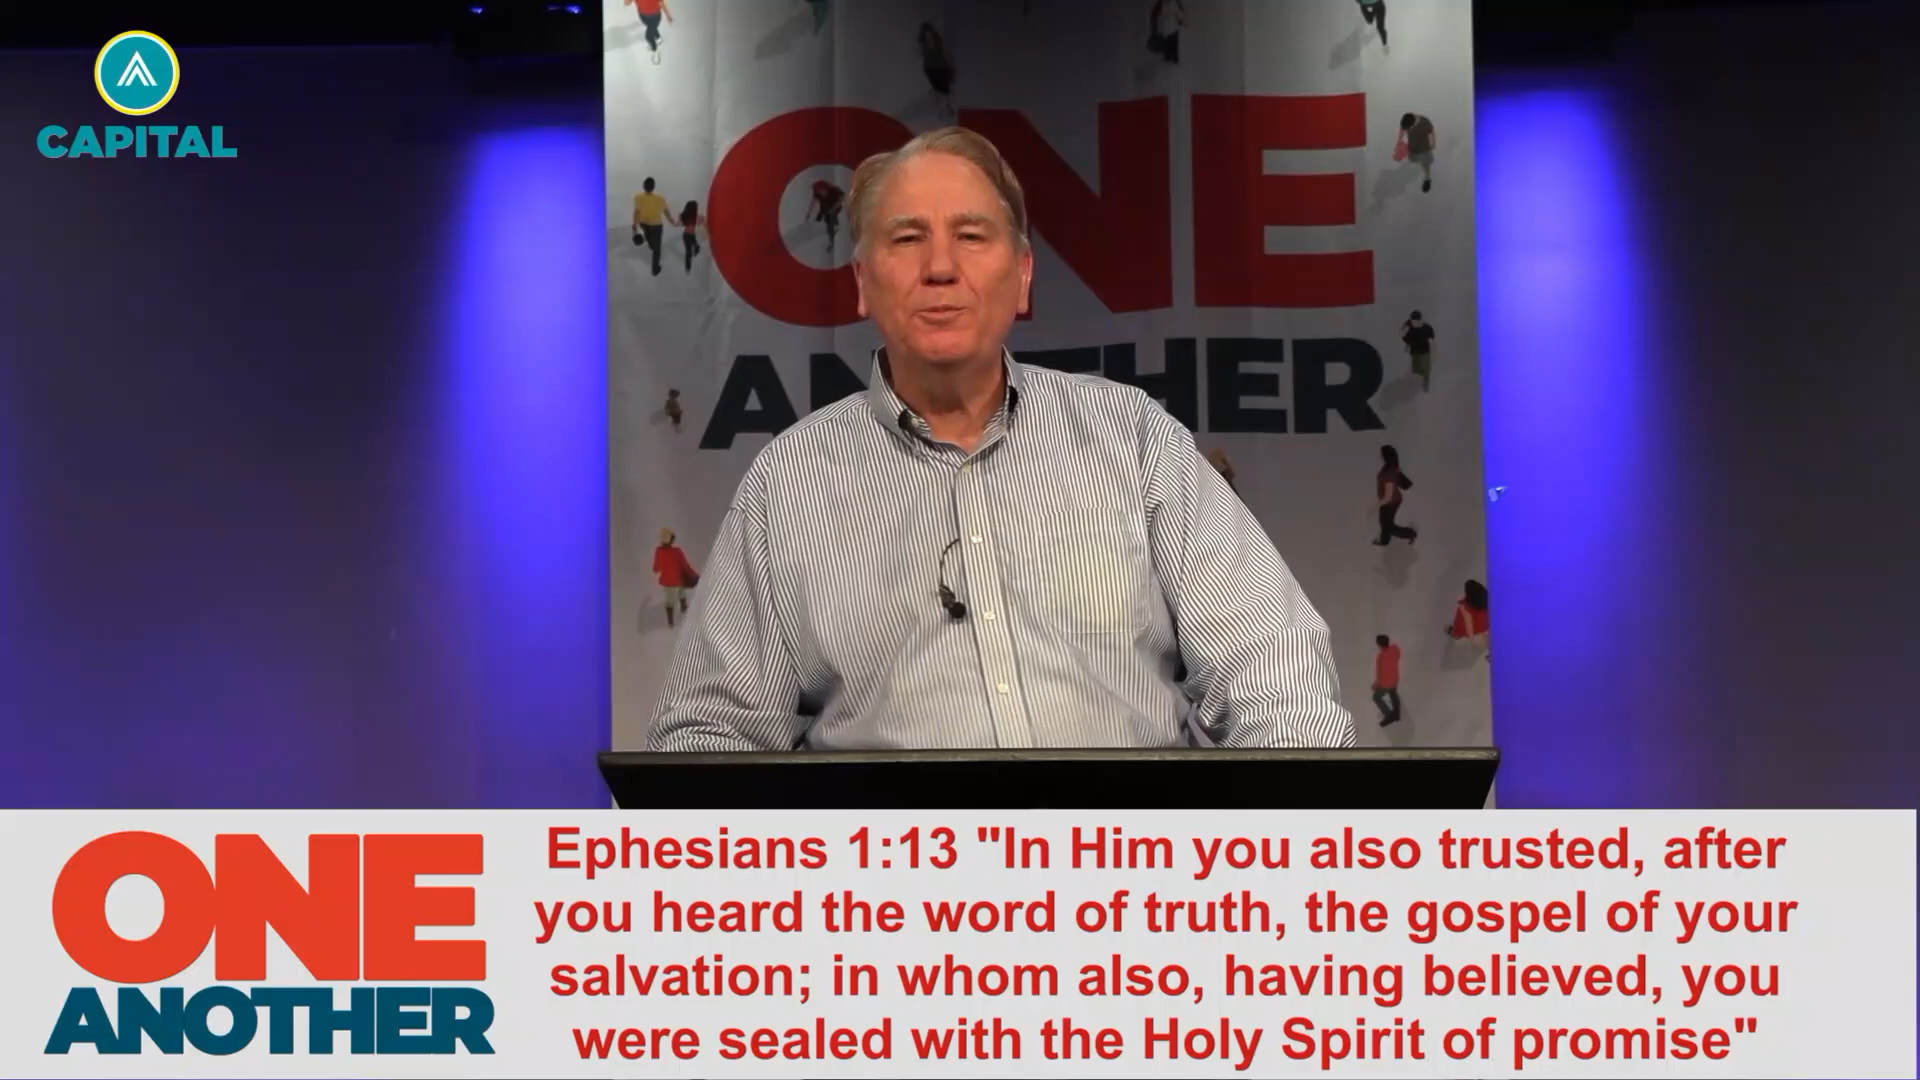 CAPITAL
ONE
ANOTHER
ONE
ANOTHER
Ephesians 1:13 "In Him you also trusted, after
you heard the word of truth, the gospel of your
salvation; in whom also, having believed, you
were sealed with the Holy Spirit of promise"